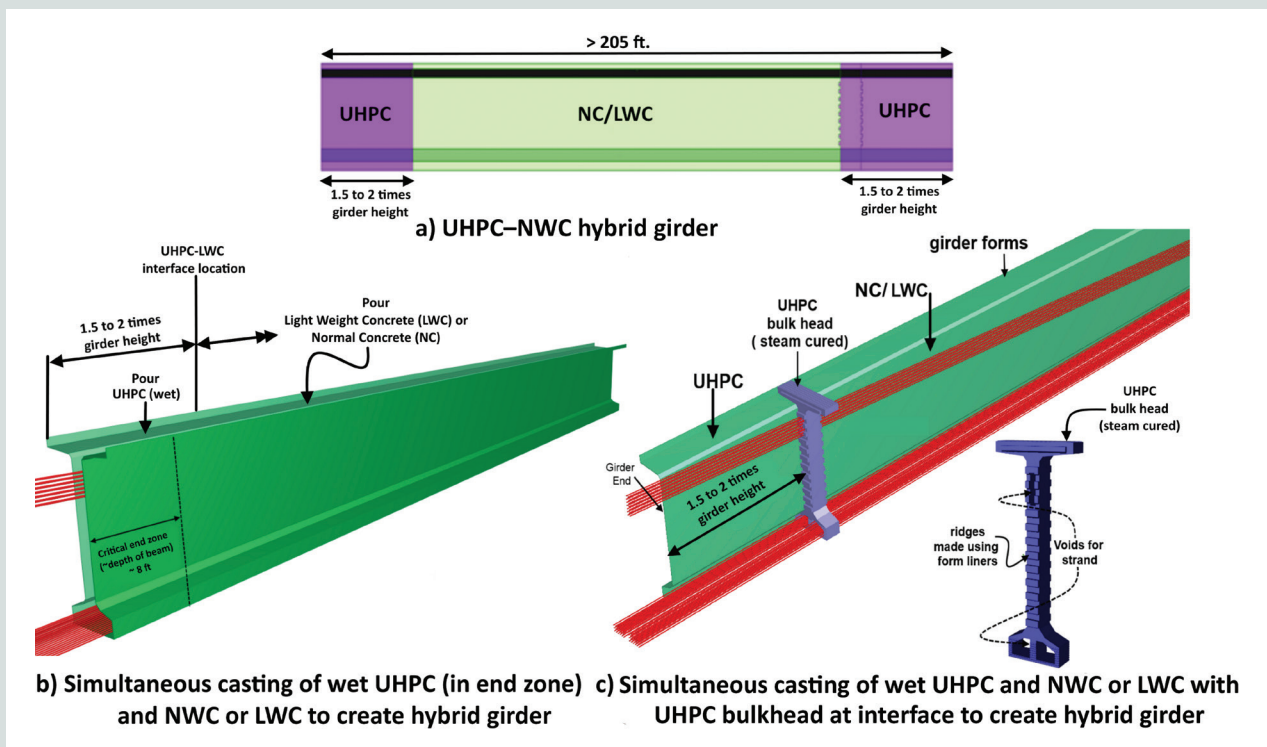 > 205 ft.
UHPC
NC/LWC
UHPC
1.5 to 2 times
girder height
1.5 to 2 times
girder height
a) UHPC–NWC hybrid girder
UHPC-LWC
interface location
1.5 to 2 times
girder height
Pour
Light Weight Concrete (LWC) or
Normal Concrete (NC)
Pour
UHPC (wet)
Critical end zone
(~depth of beam)
~ 8 ft
b) Simultaneous casting of wet UHPC (in end zone)
and NWC or LWC to create hybrid girder
girder forms
NC/ LWC
UHPC
bulk head
( steam cured)
UHPC
Girder
End
1.5 to 2 times
girder height
UHPC
bulk head
(steam cured)
ridges
made using
form liners
Voids for
strand
c) Simultaneous casting of wet UHPC and NWC or LWC with
UHPC bulkhead at interface to create hybrid girder